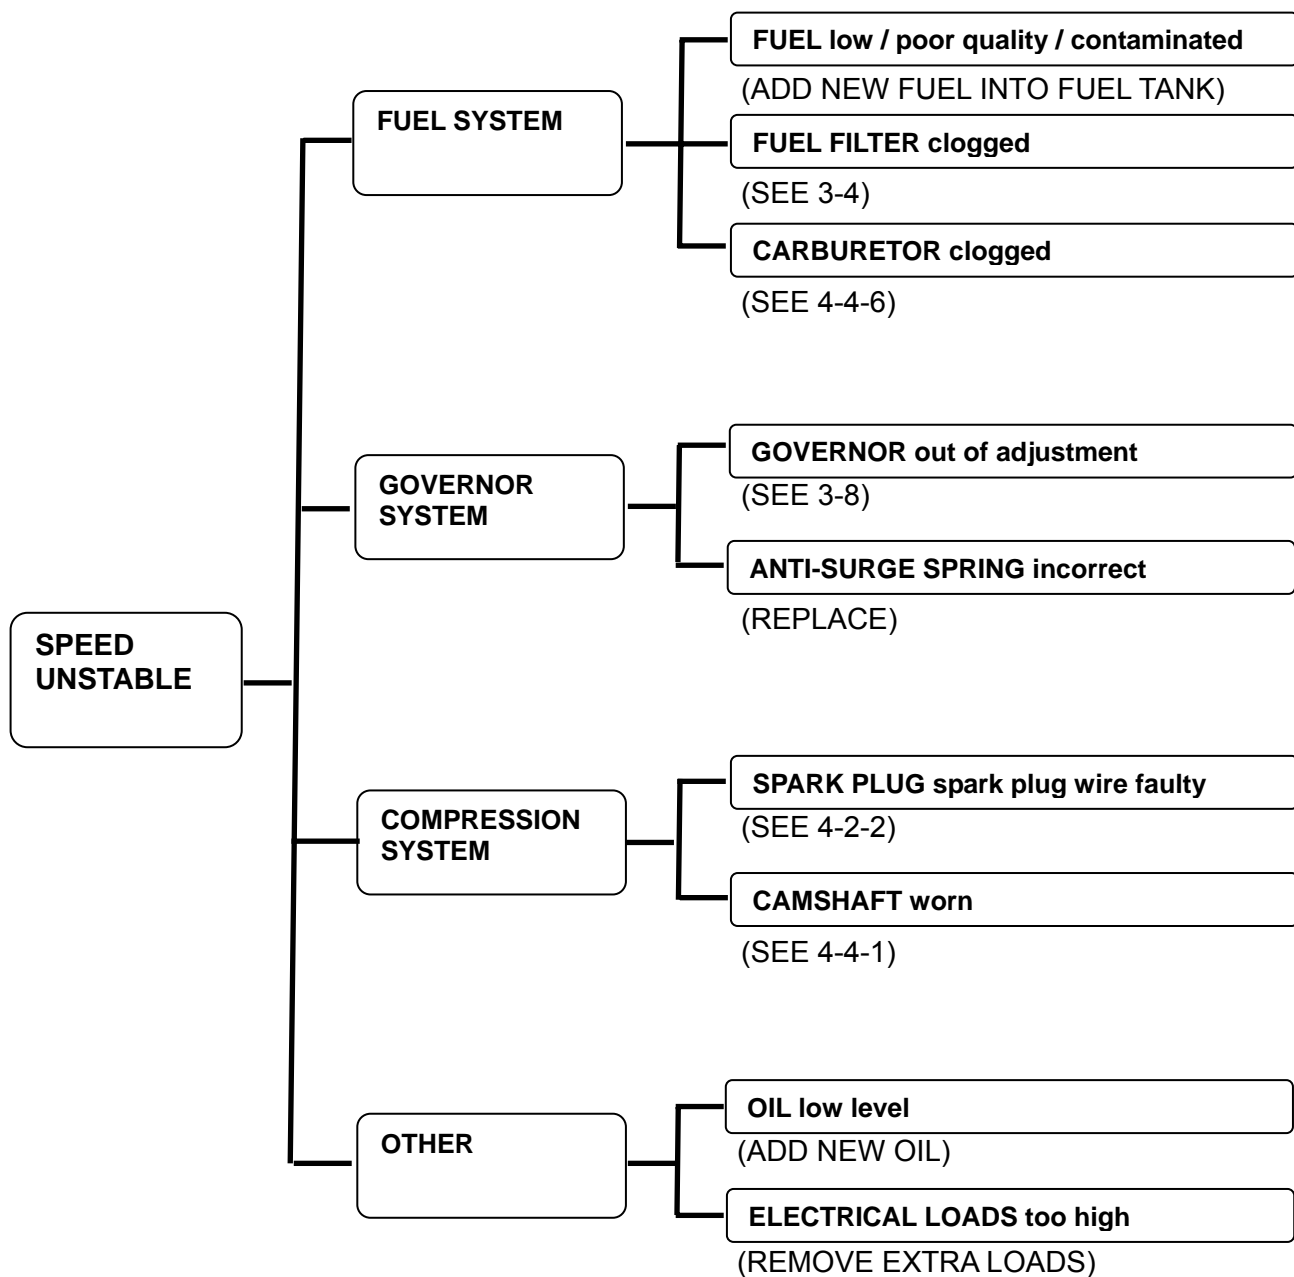 FUEL low / poor quality / contaminated
(ADD NEW FUEL INTO FUEL TANK)
FUEL SYSTEM
FUEL FILTER clogged
(SEE 3-4)
CARBURETOR clogged
(SEE 4-4-6)
GOVERNOR out of adjustment
(SEE 3-8)
GOVERNOR
SYSTEM
ANTI-SURGE SPRING incorrect
(REPLACE)
SPEED
UNSTABLE
SPARK PLUG spark plug wire faulty
(SEE 4-2-2)
COMPRESSION
SYSTEM
CAMSHAFT worn
(SEE 4-4-1)
OIL low level
(ADD NEW OIL)
OTHER
ELECTRICAL LOADS too high
(REMOVE EXTRA LOADS)